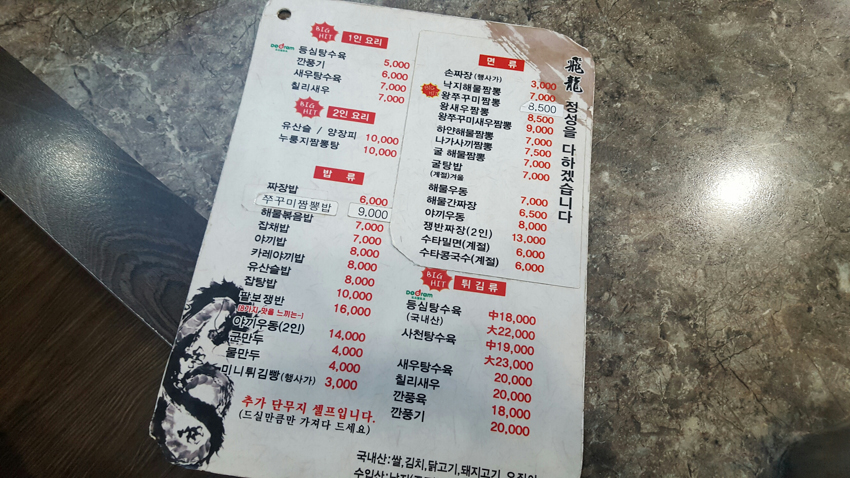 BIG HIT 1인 요리
DoDram
등심탕수육 5,000
깐풍기 6,000
새우탕수육 7,000
칠리새우 7,000
BIG HIT 2인 요리
유산슬 / 양장피 10,000
누룽지짬뽕탕 10,000
밥 류
짜장밥 6,000
쭈꾸미짬뽕밥 9,000
해물볶음밥 7,000
잡채밥 7,000
야끼밥 8,000
카레야끼밥 8,000
유산슬밥 8,000
잡탕밥 10,000
팔보쟁반 16,000
야끼우동(2인) 14,000
군만두 4,000
물만두 4,000
미니튀김빵(행사가) 3,000
추가 단무지 셀프입니다.
(드실만큼만 가져다 드세요)
면 류
손짜장(행사가) 3,000
낙지해물짬뽕 7,000
왕쭈꾸미짬뽕 8,500
왕새우짬뽕 8,500
왕쭈꾸미새우짬뽕 9,000
하얀해물짬뽕 7,000
나가사끼짬뽕 7,500
굴 해물짬뽕 7,000
굴탕밥 7,000
(계절)겨울
해물우동 7,000
해물간짜장 6,500
야끼우동 8,000
쟁반짜장(2인) 13,000
수타밀면(계절) 6,000
수타콩국수(계절) 6,000
BIG HIT 튀김류
DoDram
등심탕수육 中18,000
(국내산) 大22,000
사천탕수육 中19,000
大23,000
새우탕수육 20,000
칠리새우 20,000
깐풍육 18,000
깐풍기 20,000
飛龍 정성을 다하겠습니다
국내산:쌀,김치,닭고기,돼지고기,
수입산: